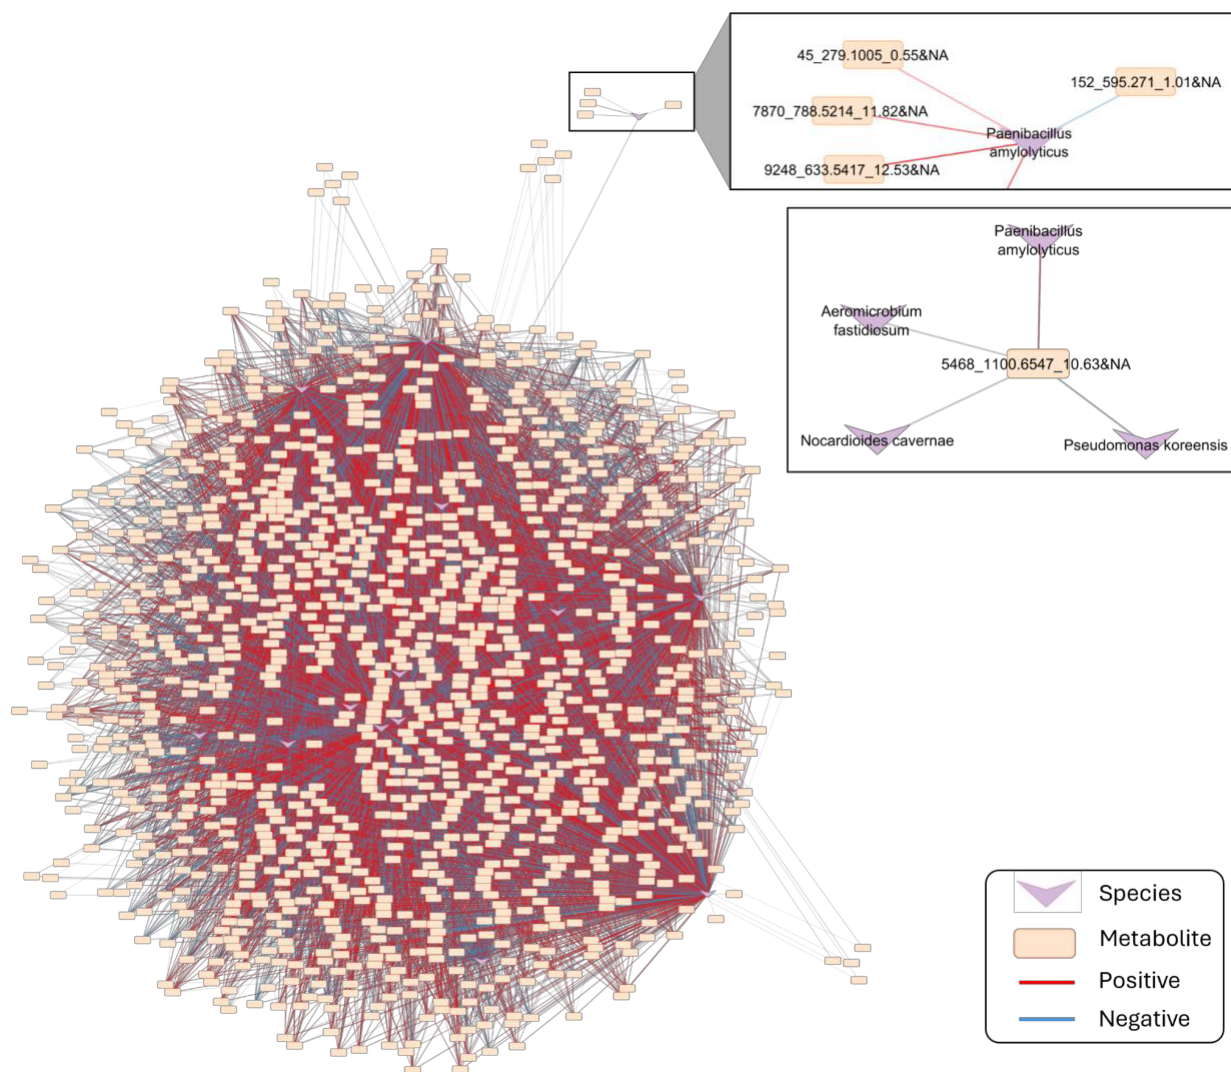 45_279.1005_0.55&NA
152_595.271_1.01&NA
7870_788.5214_11.82&NA
Paenibacillus
amylolyticus
9248_633.5417_12.53&NA
Paenibacillus
amylolyticus
Aeromicrobium
fastidiosum
5468_1100.6547_10.63&NA
Nocardioides cavernae
Pseudomonas koreensis
Species
Metabolite
Positive
Negative